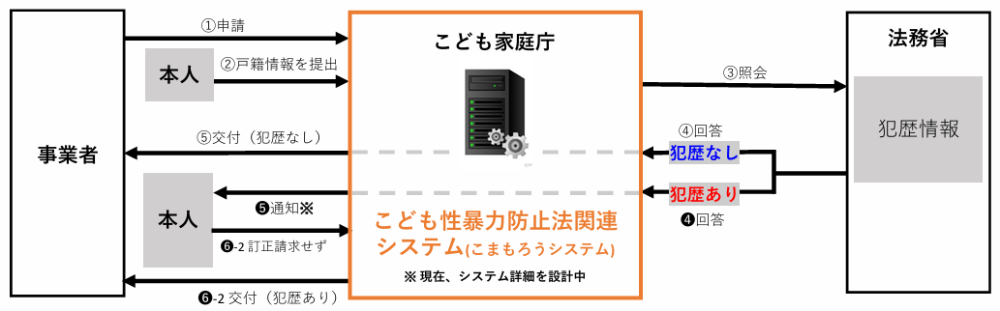 事業者
①申請
本人
②戸籍情報を提出
⑤交付（犯歴なし）
本人
❺通知※
❻-2 訂正請求せず
❻-2 交付（犯歴あり）
こども家庭庁
こども性暴力防止法関連
システム(こまもろうシステム)
※ 現在、システム詳細を設計中
③照会
④回答
犯歴なし
犯歴あり
❹回答
法務省
犯歴情報